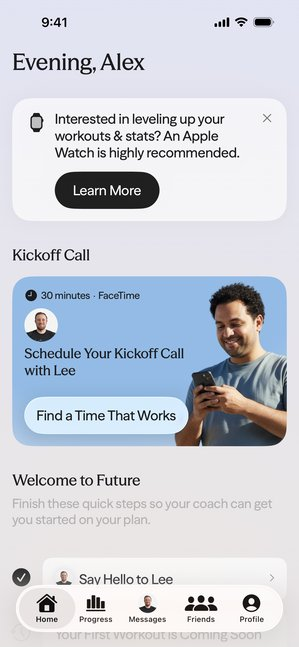 9:41
Evening, Alex
Interested in leveling up your
workouts & stats? An Apple
Watch is highly recommended.
Learn More
Kickoff Call
30 minutes · FaceTime
Schedule Your Kickoff Call
with Lee
Find a Time That Works
Welcome to Future
Finish these quick steps so your coach can get
you started on your plan.
Say Hello to Lee
Home
Progress
Messages
Friends
Profile
Your First Workout is Coming Soon